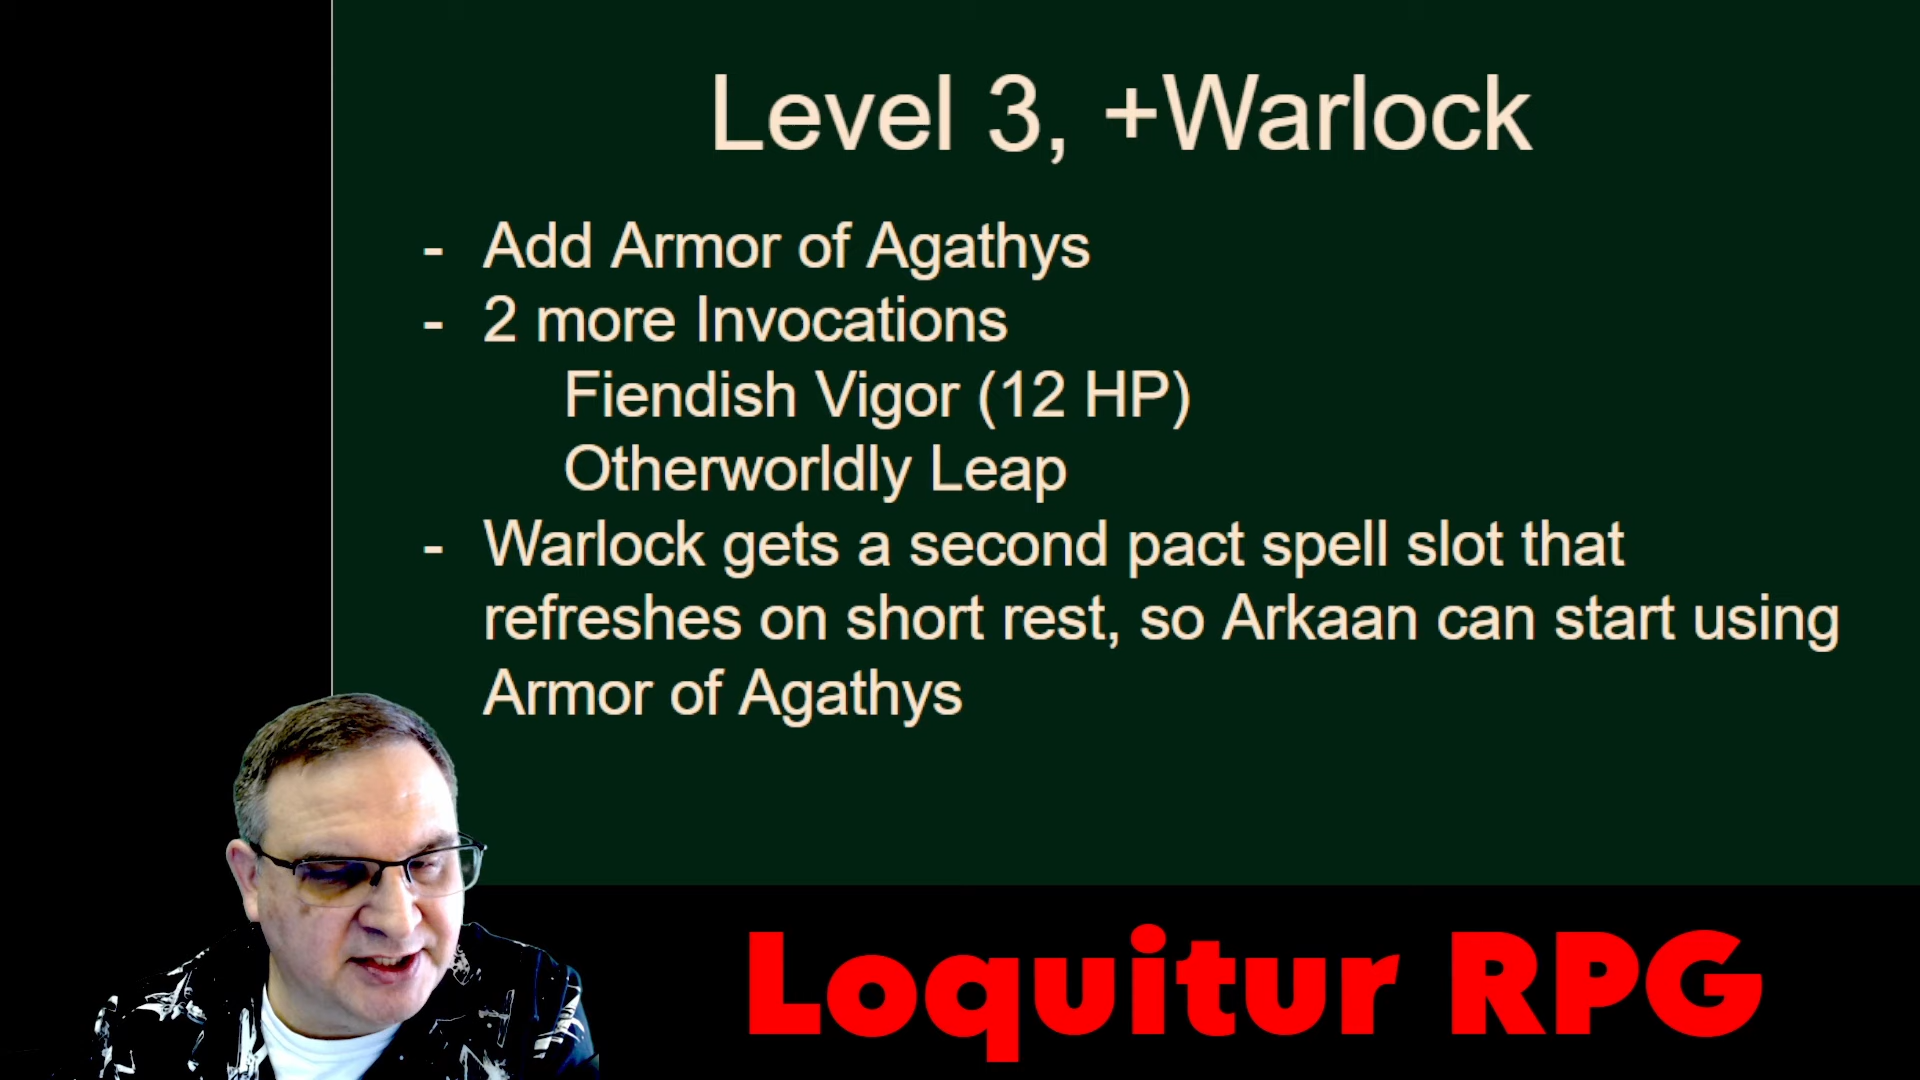 Level 3, +Warlock
- Add Armor of Agathys
- 2 more Invocations
Fiendish Vigor (12 HP)
Otherworldly Leap
- Warlock gets a second pact spell slot that
refreshes on short rest, so Arkaan can start using
Armor of Agathys
Loquitur RPG